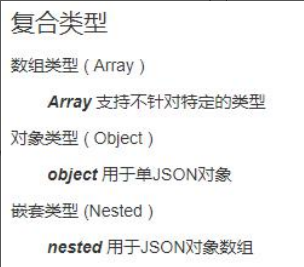 复合类型
数组类型 ( Array )
Array 支持不针对特定的类型
对象类型 ( Object )
object 用于单JSON对象
嵌套类型 (Nested )
nested 用于JSON对象数组